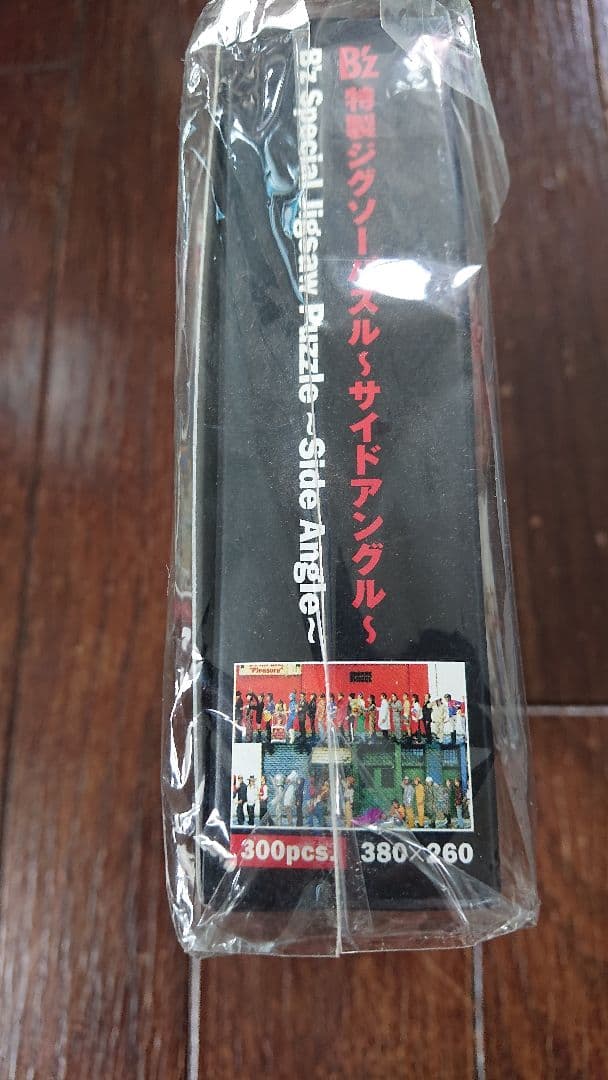 B'z 特製ジグソーパズル～サイドアングル～
B'z Special Jigsaw Puzzle ～Side Angle～
"Pleasure"
300pcs. 380×260